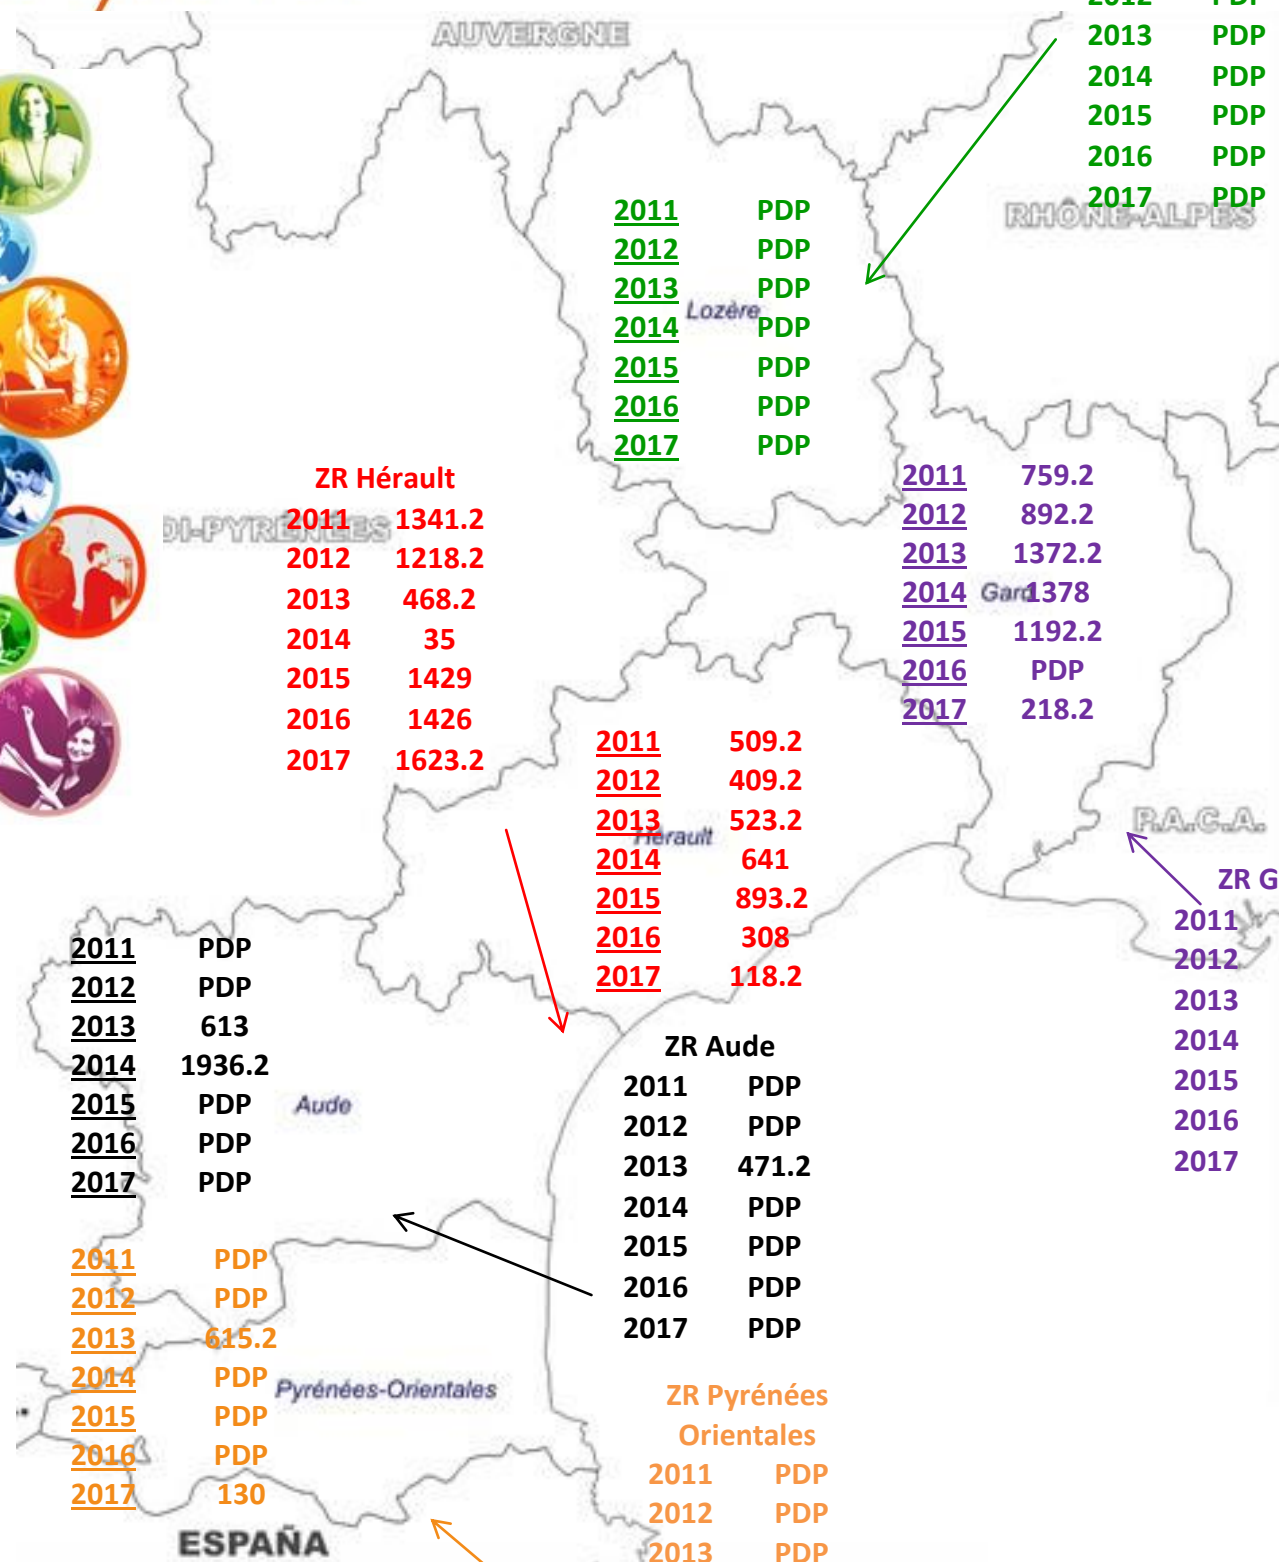 AUVERGNE
2013 PDP
2014 PDP
2015 PDP
2016 PDP
2017 PDP
RHÔNE-ALPES
2011 PDP
2012 PDP
2013 PDP
Lozère
2014 PDP
2015 PDP
2016 PDP
2017 PDP
ZR Hérault
2011 1341.2
DI-PYRÉNÉES
2012 1218.2
2013 468.2
2014 35
2015 1429
2016 1426
2017 1623.2
2011 759.2
2012 892.2
2013 1372.2
2014 1378
Gard
2015 1192.2
2016 PDP
2017 218.2
2011 509.2
2012 409.2
2013 523.2
Hérault
2014 641
2015 893.2
2016 308
2017 118.2
P.A.C.A.
ZR G
2011
2012
2013
2014
2015
2016
2017
2011 PDP
2012 PDP
2013 613
2014 1936.2
2015 PDP
Aude
2016 PDP
2017 PDP
ZR Aude
2011 PDP
2012 PDP
2013 471.2
2014 PDP
2015 PDP
2016 PDP
2017 PDP
2011 PDP
2012 PDP
2013 615.2
2014 PDP
Pyrénées-Orientales
2015 PDP
2016 PDP
2017 130
ZR Pyrénées
Orientales
2011 PDP
2012 PDP
2013 PDP
ESPAÑA